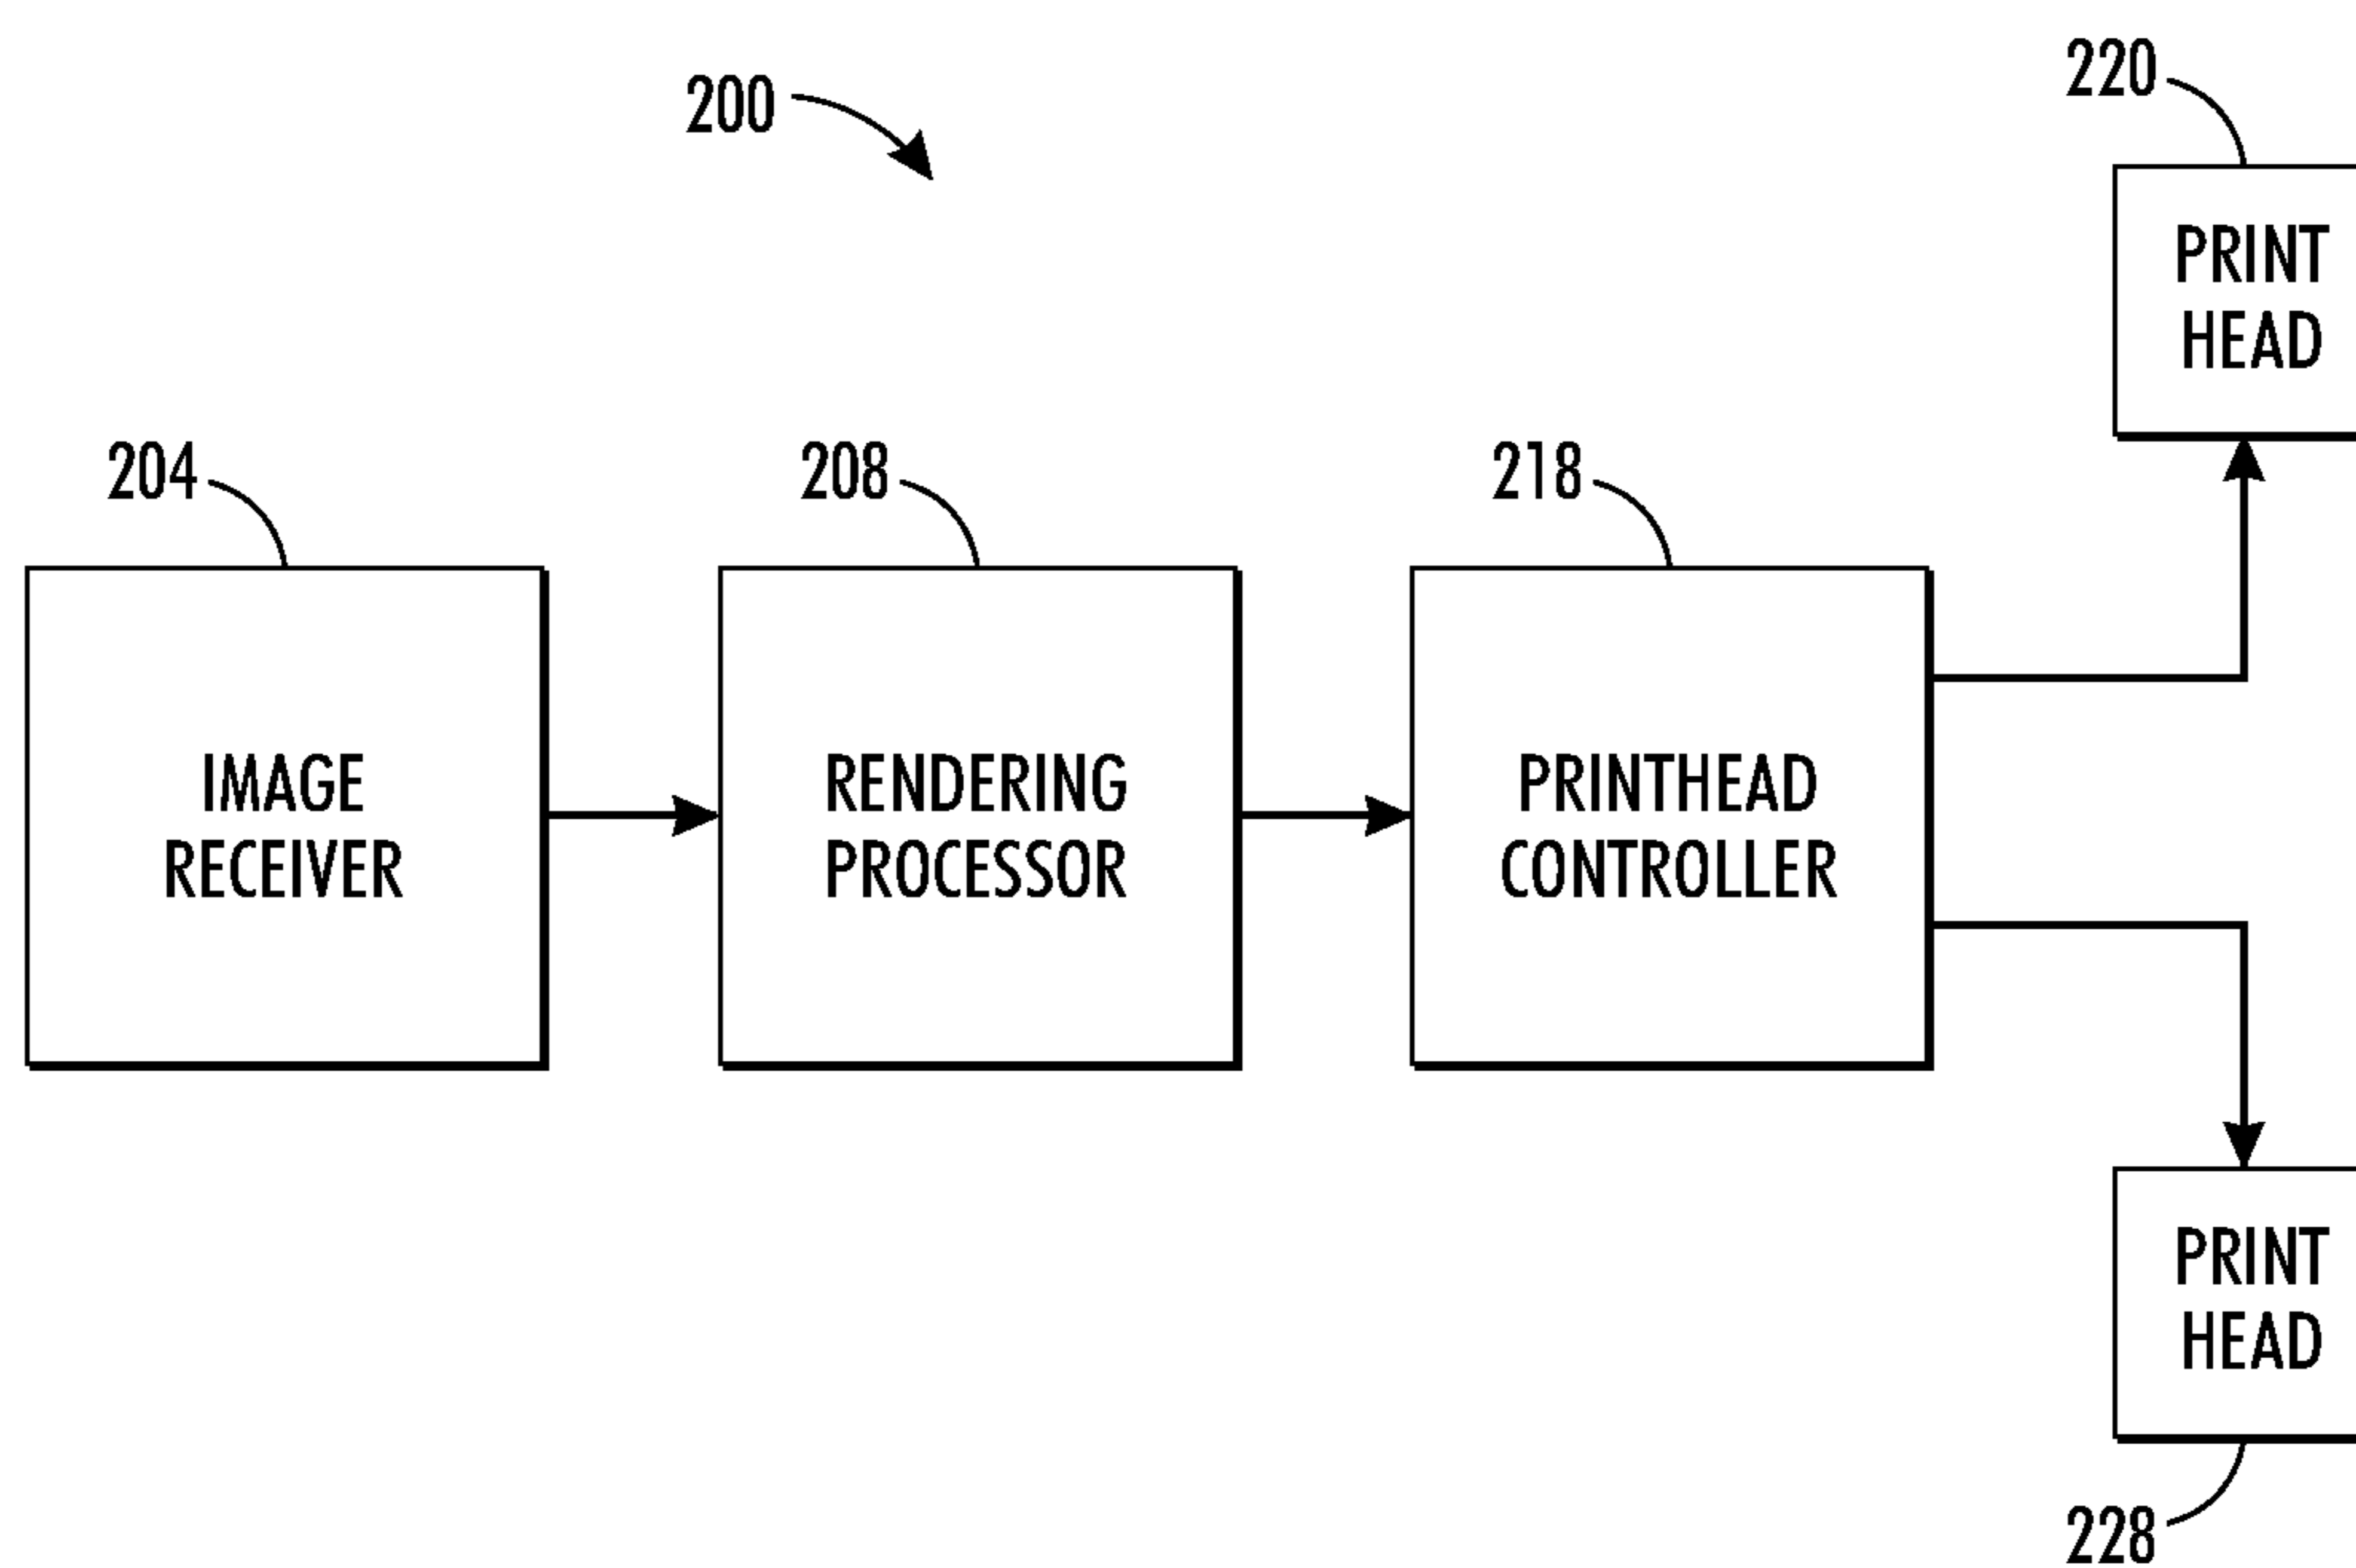 200
220
PRINT
HEAD
204
208
218
IMAGE
RECEIVER
RENDERING
PROCESSOR
PRINTHEAD
CONTROLLER
PRINT
HEAD
228